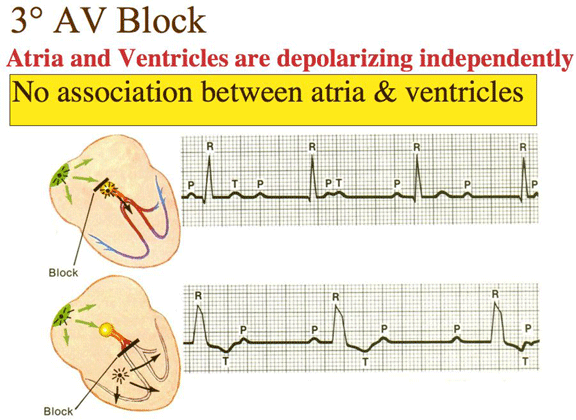 3° AV Block
Atria and Ventricles are depolarizing independently
No association between atria & ventricles
R R R R
P T P P T P P
Block
R R R
P P P P P
T T T
Block